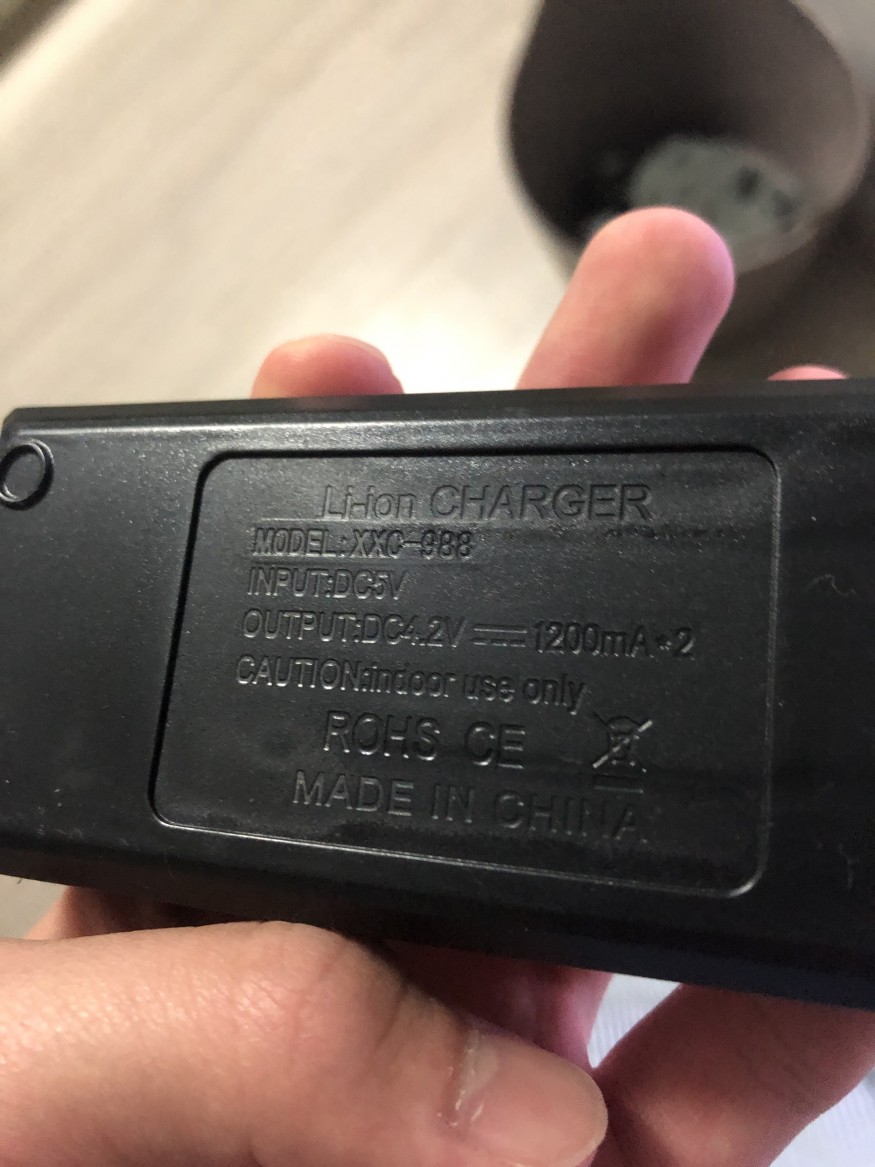 Li-ion CHARGER
MODEL:XXC-988
INPUT:DC5V
OUTPUT:DC4.2V⎓1200mA*2
CAUTION:indoor use only
ROHS CE
MADE IN CHINA